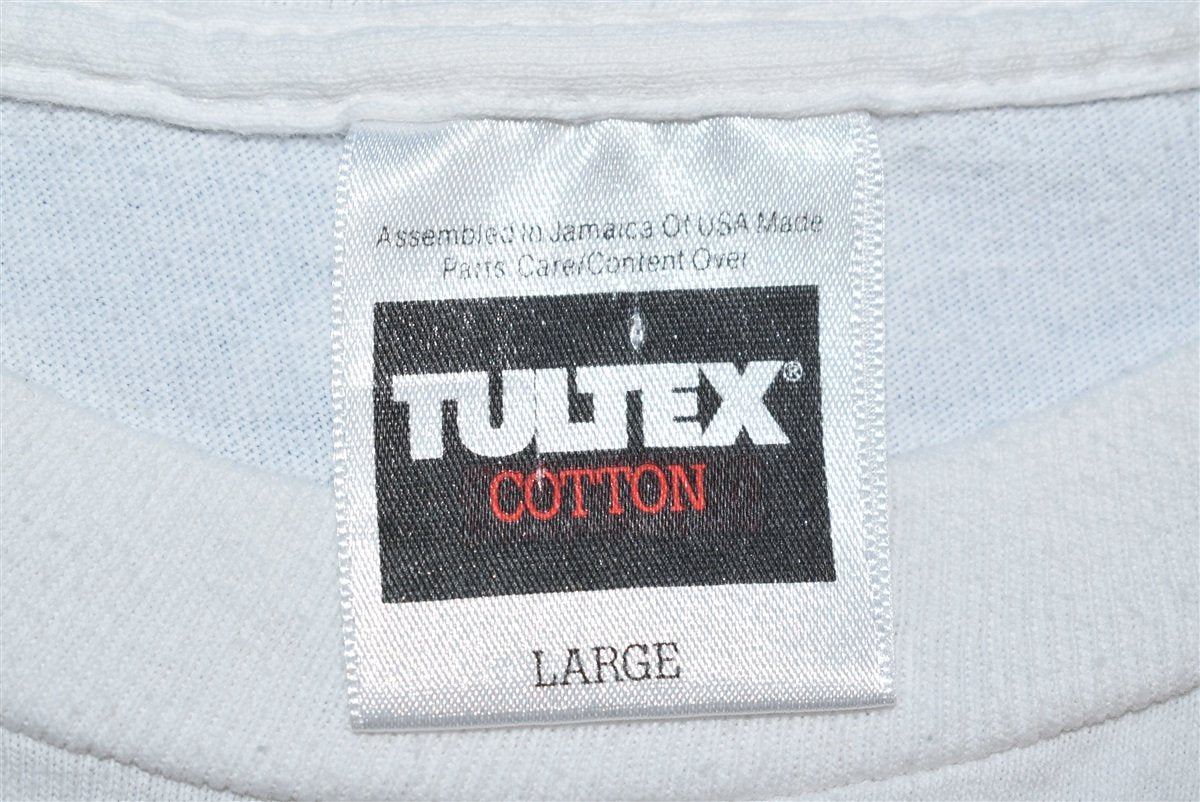 Assembled In Jamaica Of USA Made
Parts Care/Content Over
TULTEX®
COTTON
LARGE